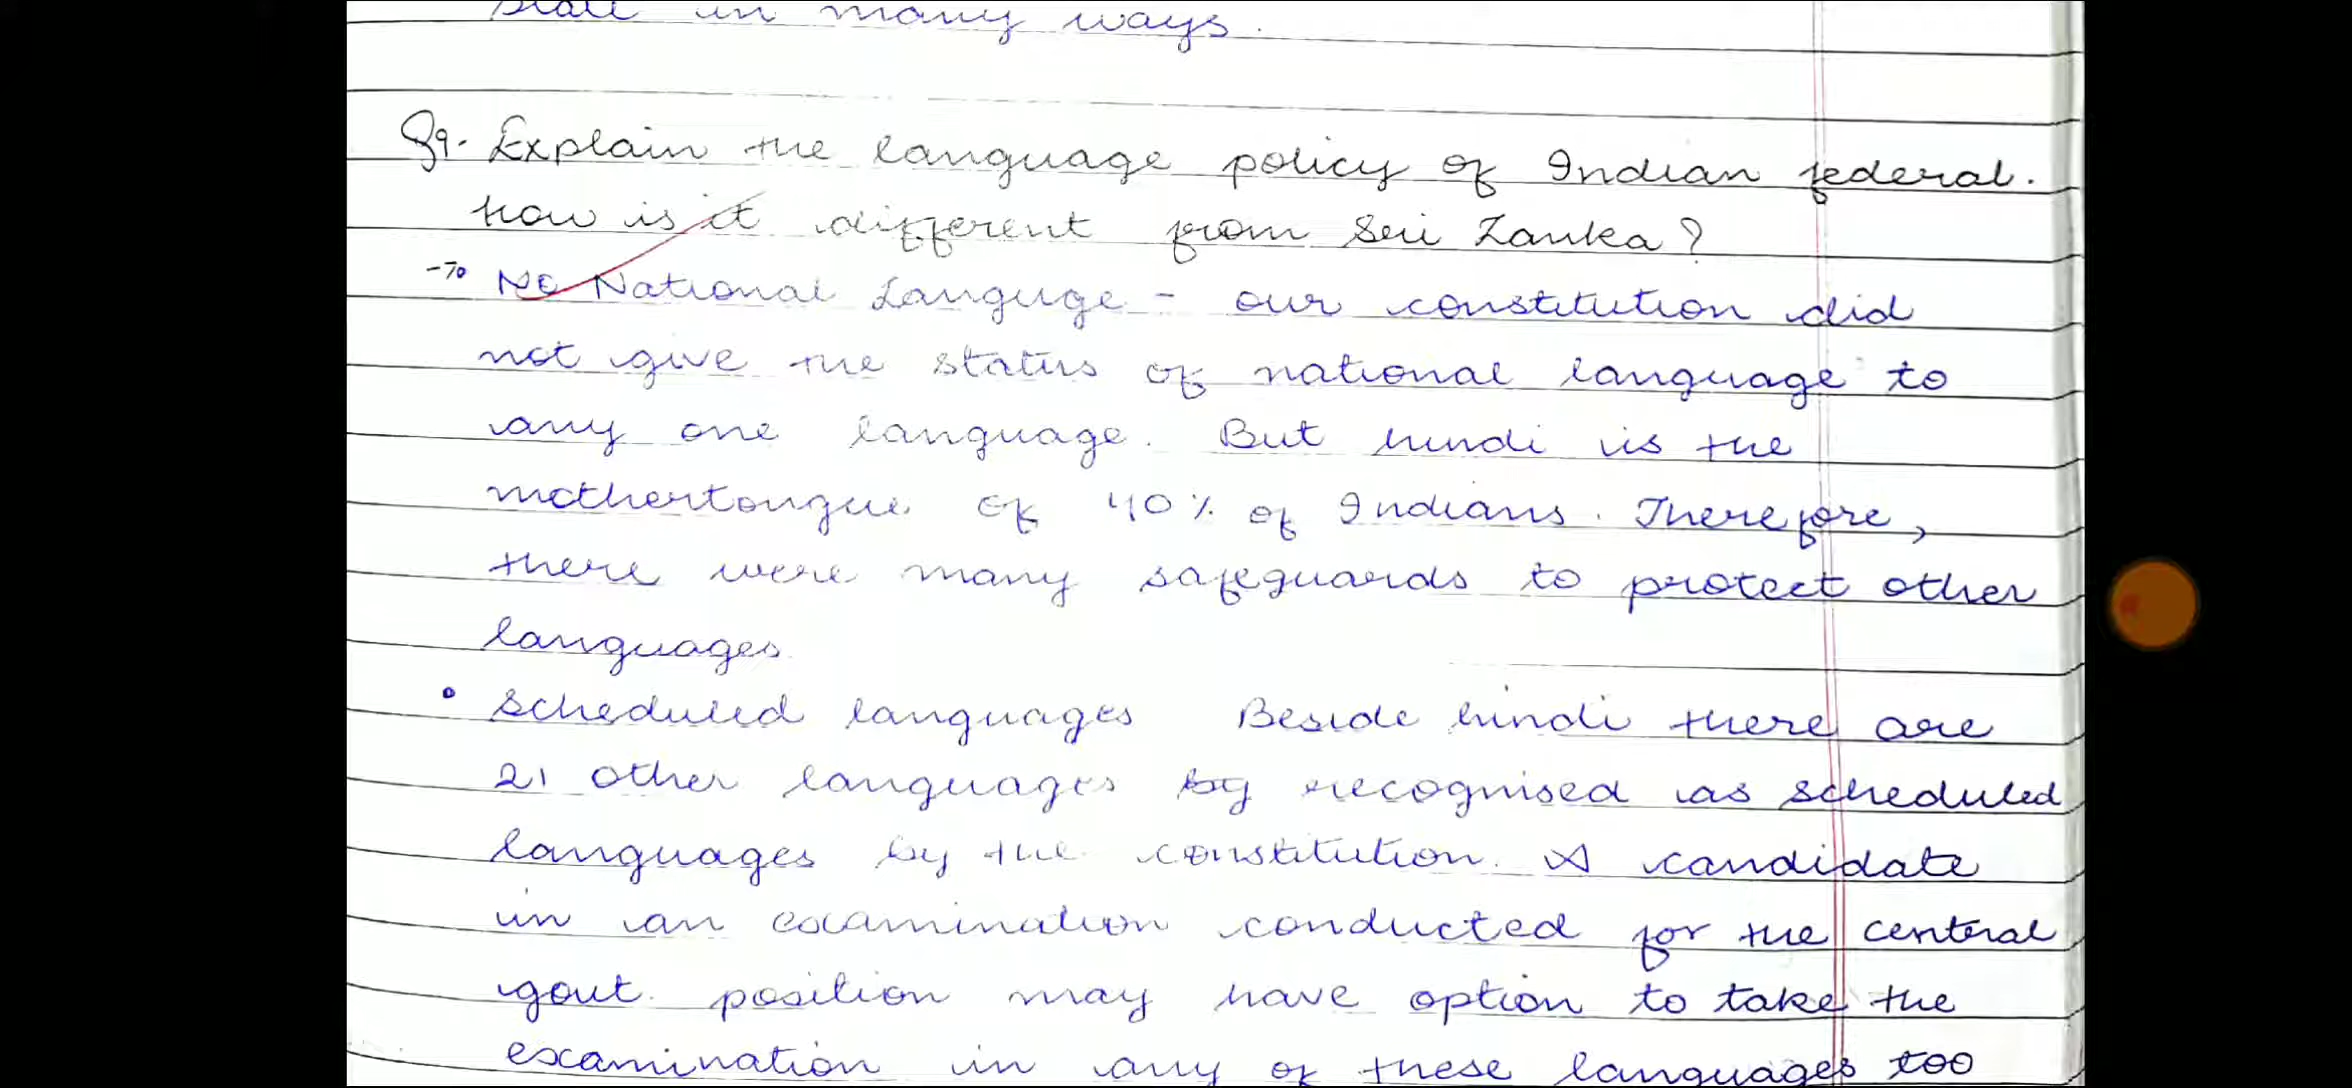 state in many ways.
Q9. Explain the language policy of Indian federal.
how is it different from Sri Lanka?
→ No National Languge - our constitution did
not give the status of national language to
any one language. But hindi is the
mothertongue of 40% of Indians. Therefore,
there were many safeguards to protect other
languages.
• Scheduled languages Beside hindi there are
21 other languages by recognised as scheduled
languages by the constitution. A candidate
in an examination conducted for the central
govt. position may have option to take the
examination in any of these languages too